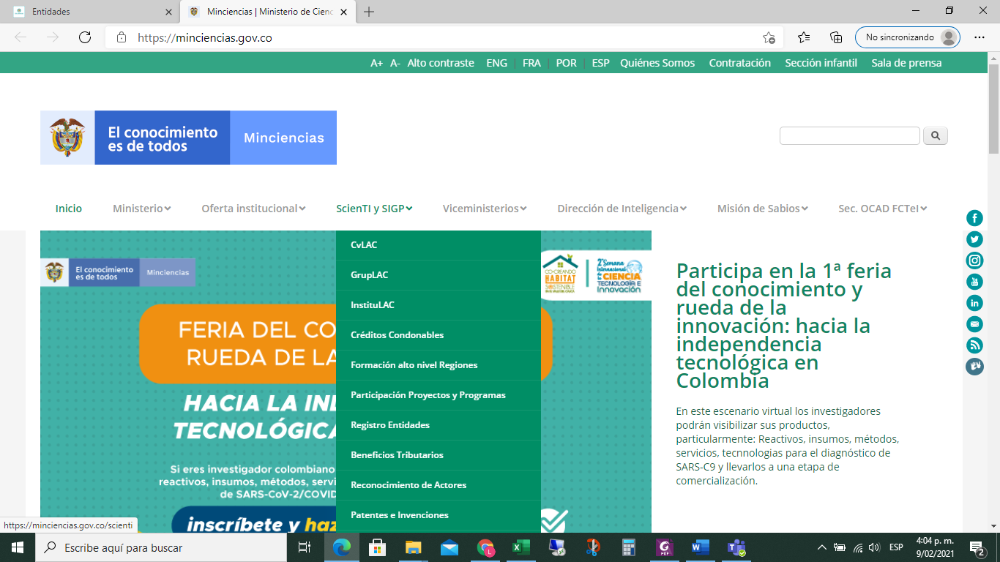 Entidades
Minciencias | Ministerio de Cienc
https://minciencias.gov.co
No sincronizando
A+ A- Alto contraste ENG | FRA | POR | ESP Quiénes Somos Contratación Sección infantil Sala de prensa
El conocimiento
es de todos
Minciencias
Inicio Ministerio Oferta institucional ScienTI y SIGP Viceministerios Dirección de Inteligencia Misión de Sabios Sec. OCAD FCTeI
CvLAC
GrupLAC
InstituLAC
Créditos Condonables
Formación alto nivel Regiones
Participación Proyectos y Programas
Registro Entidades
Beneficios Tributarios
Reconocimiento de Actores
Patentes e Invenciones
El conocimiento
es de todos
Minciencias
CO-CREANDO
HÁBITAT
SOSTENIBLE
2ª Semana
Internacional
de la CIENCIA
TECNOLOGÍA E
Innovación
FERIA DEL CO
RUEDA DE LA
HACIA LA IND
TECNOLÓGICA
Si eres investigador colombiano
reactivos, insumos, métodos, servi
de SARS-CoV-2/COVID
inscríbete y haz
Participa en la 1ª feria
del conocimiento y
rueda de la
innovación: hacia la
independencia
tecnológica en
Colombia
En este escenario virtual los investigadores
podrán visibilizar sus productos,
particularmente: Reactivos, insumos, métodos,
servicios, tecnnologias para el diagnóstico de
SARS-C9 y llevarlos a una etapa de
comercialización.
https://minciencias.gov.co/scienti
Escribe aquí para buscar
ESP
4:04 p. m.
9/02/2021
2